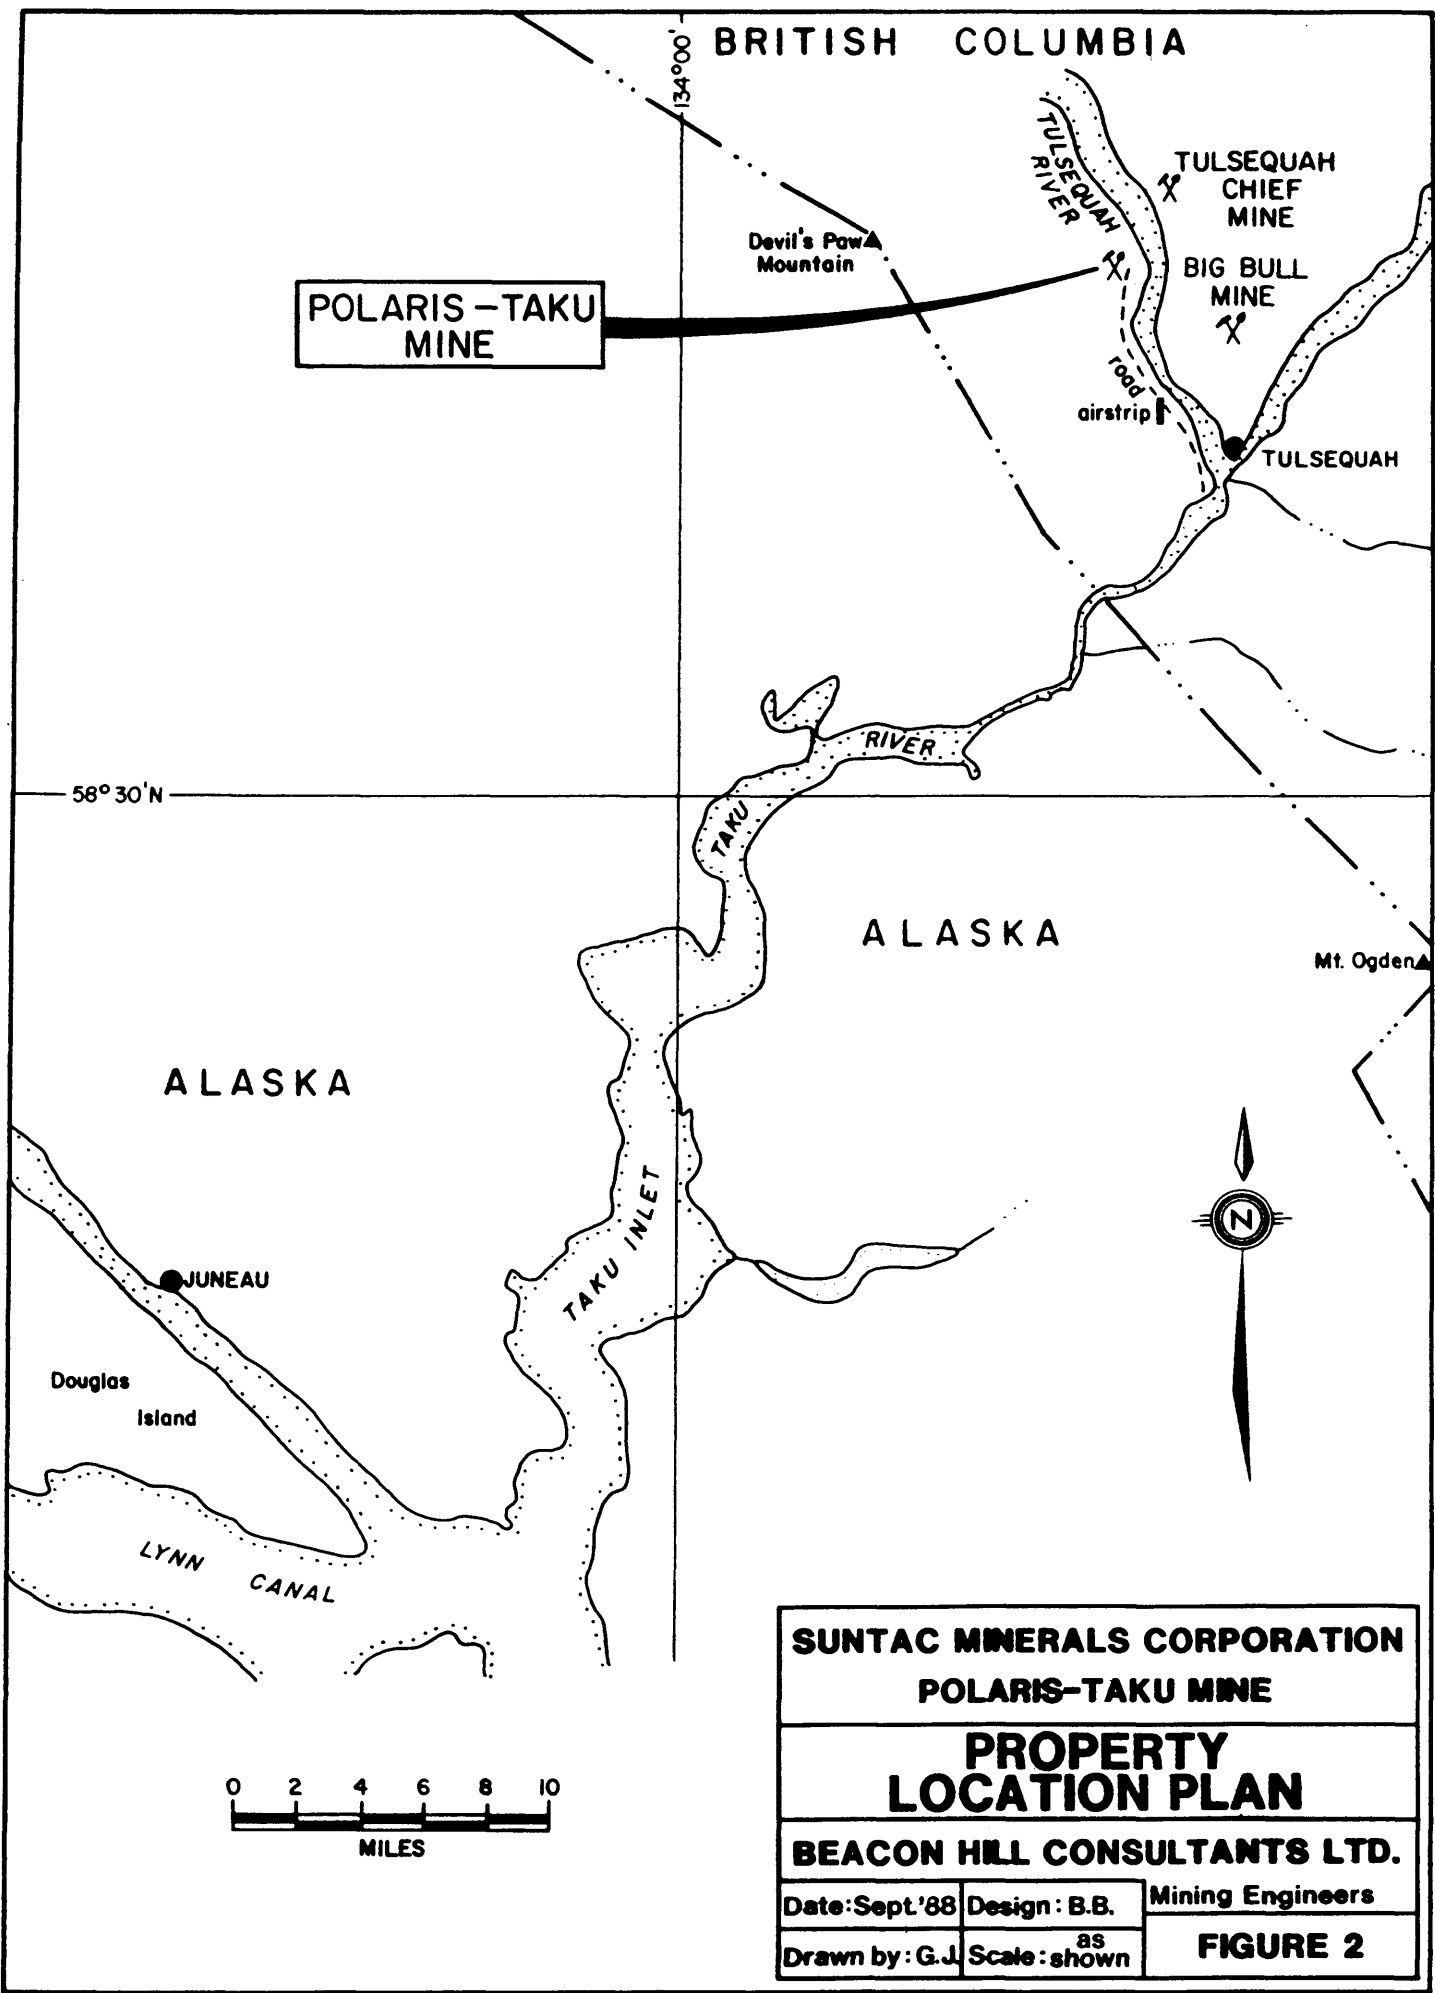 BRITISH COLUMBIA
134°00'
TULSEQUAH
RIVER
TULSEQUAH
CHIEF
MINE
Devil's Paw
Mountain
BIG BULL
MINE
POLARIS-TAKU
MINE
road
airstrip
TULSEQUAH
RIVER
58°30'N
TAKU
ALASKA
Mt. Ogden
ALASKA
TAKU INLET
N
JUNEAU
Douglas
Island
LYNN CANAL
0 2 4 6 8 10
MILES
SUNTAC MINERALS CORPORATION
POLARIS-TAKU MINE
PROPERTY
LOCATION PLAN
BEACON HILL CONSULTANTS LTD.
Date: Sept.'88
Design: B.B.
Mining Engineers
Drawn by: G.J.
Scale: as shown
FIGURE 2